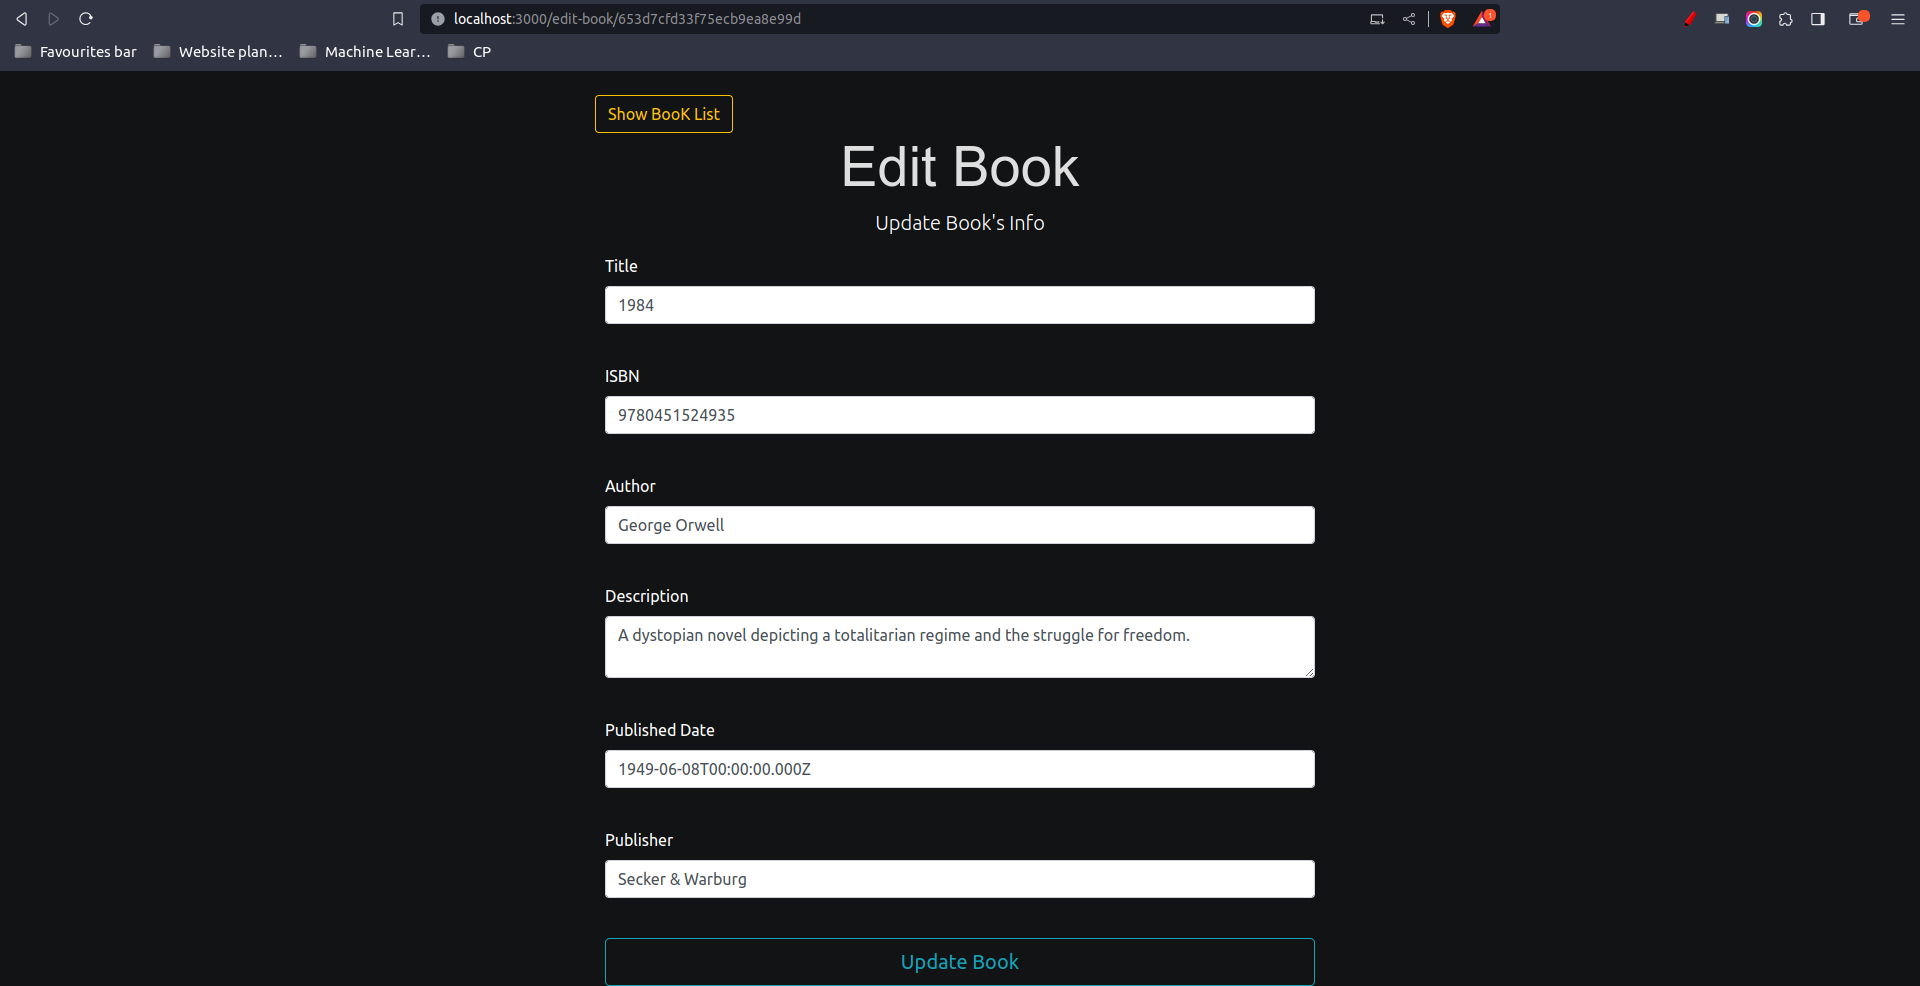 localhost:3000/edit-book/653d7cfd33f75ecb9ea8e99d
1
Favourites bar
Website plan...
Machine Lear...
CP
Show BooK List
Edit Book
Update Book's Info
Title
1984
ISBN
9780451524935
Author
George Orwell
Description
A dystopian novel depicting a totalitarian regime and the struggle for freedom.
Published Date
1949-06-08T00:00:00.000Z
Publisher
Secker & Warburg
Update Book